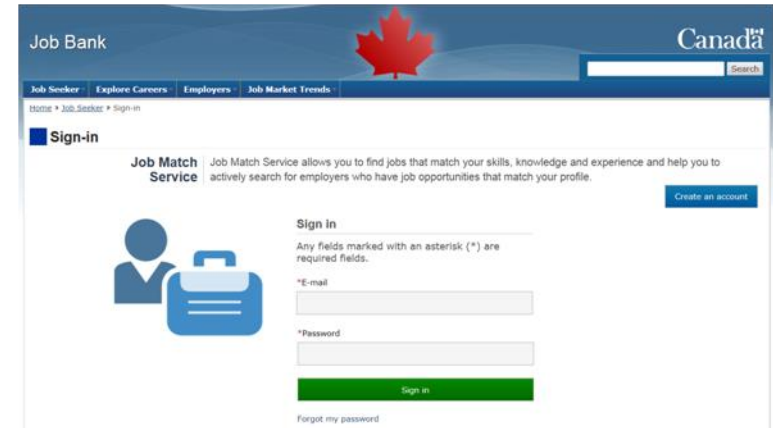 Job Bank
Canada
Search
Job Seeker Explore Careers Employers Job Market Trends
Home Job Seeker Sign-in
Sign-in
Job Match
Service
Job Match Service allows you to find jobs that match your skills, knowledge and experience and help you to
actively search for employers who have job opportunities that match your profile.
Create an account
Sign in
Any fields marked with an asterisk (*) are
required fields.
*E-mail
*Password
Sign in
Forgot my password